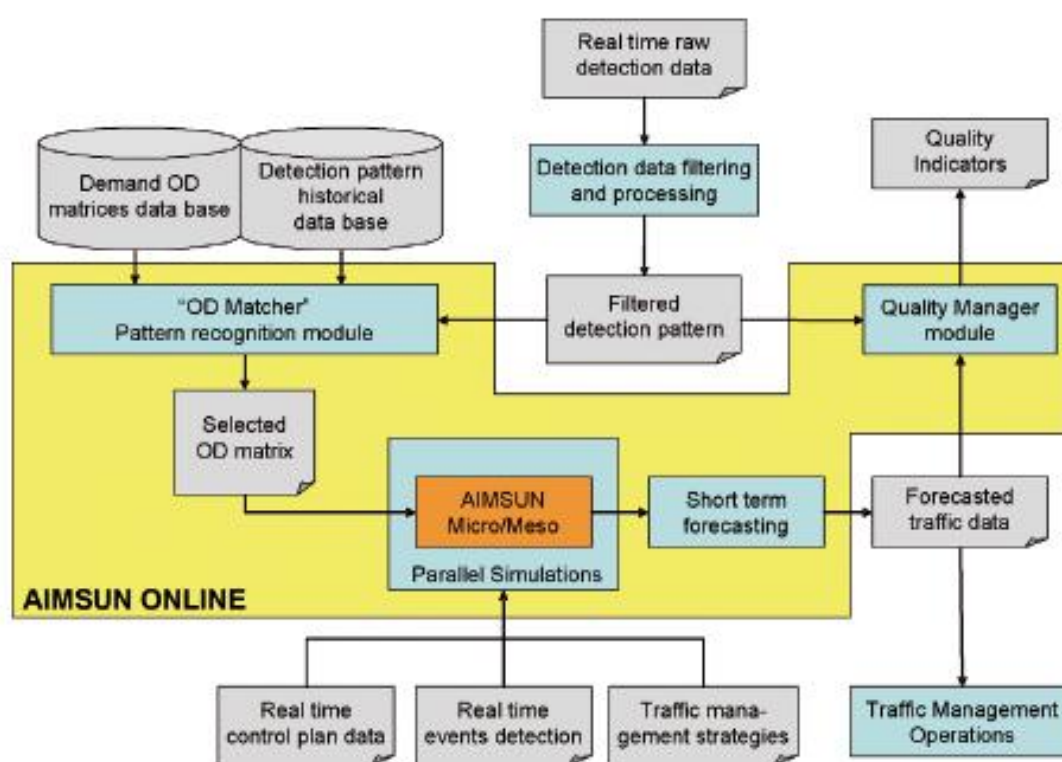 Real time raw
detection data
Demand OD
matrices data base
Detection pattern
historical
data base
Detection data filtering
and processing
Quality
Indicators
“OD Matcher”
Pattern recognition module
Filtered
detection pattern
Quality Manager
module
Selected
OD matrix
AIMSUN
Micro/Meso
Parallel Simulations
Short term
forecasting
Forecasted
traffic data
AIMSUN ONLINE
Real time
control plan data
Real time
events detection
Traffic mana-
gement strategies
Traffic Management
Operations